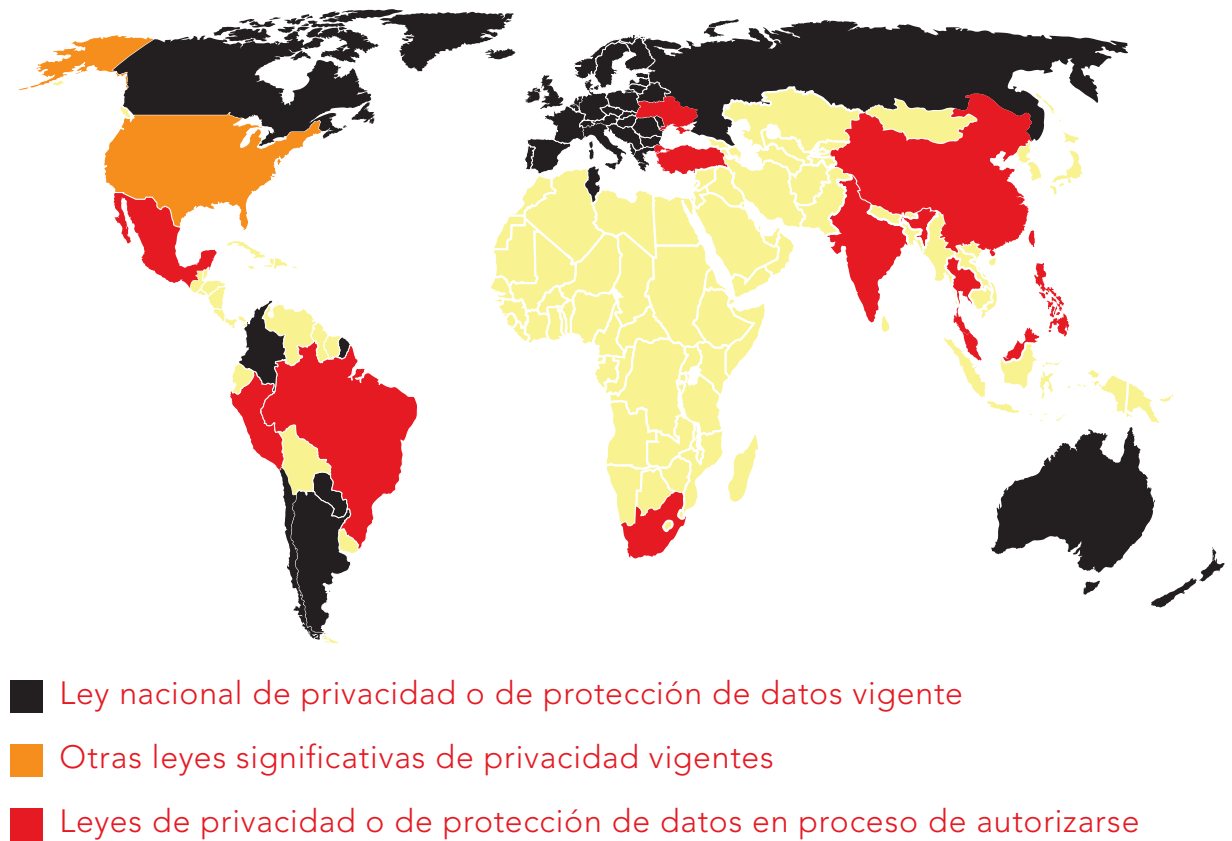 Ley nacional de privacidad o de protección de datos vigente
Otras leyes significativas de privacidad vigentes
Leyes de privacidad o de protección de datos en proceso de autorizarse